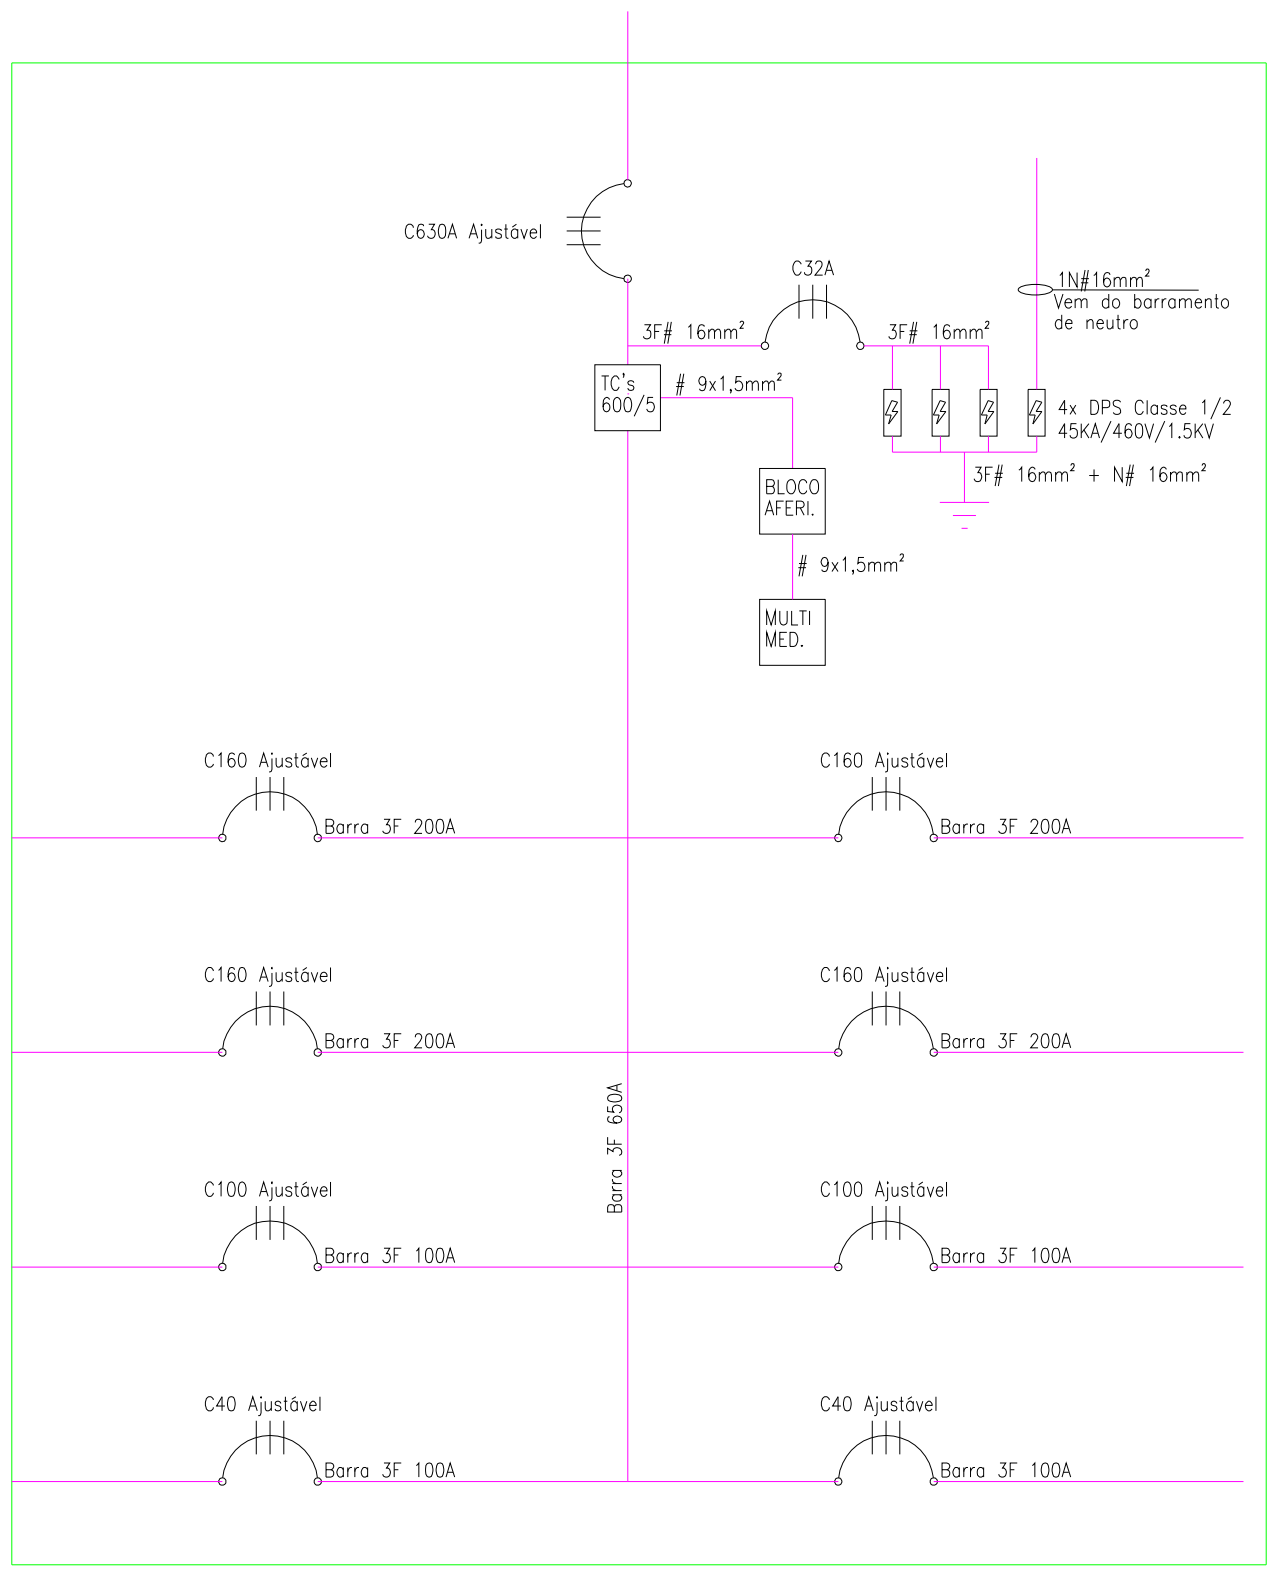 C630A Ajustável
C32A
1N#16mm²
Vem do barramento
de neutro
3F# 16mm²
3F# 16mm²
TC's
600/5
# 9x1,5mm²
4x DPS Classe 1/2
45KA/460V/1.5KV
3F# 16mm² + N# 16mm²
BLOCO
AFERI.
# 9x1,5mm²
MULTI
MED.
C160 Ajustável
C160 Ajustável
Barra 3F 200A
Barra 3F 200A
C160 Ajustável
C160 Ajustável
Barra 3F 200A
Barra 3F 200A
Barra 3F 650A
C100 Ajustável
C100 Ajustável
Barra 3F 100A
Barra 3F 100A
C40 Ajustável
C40 Ajustável
Barra 3F 100A
Barra 3F 100A